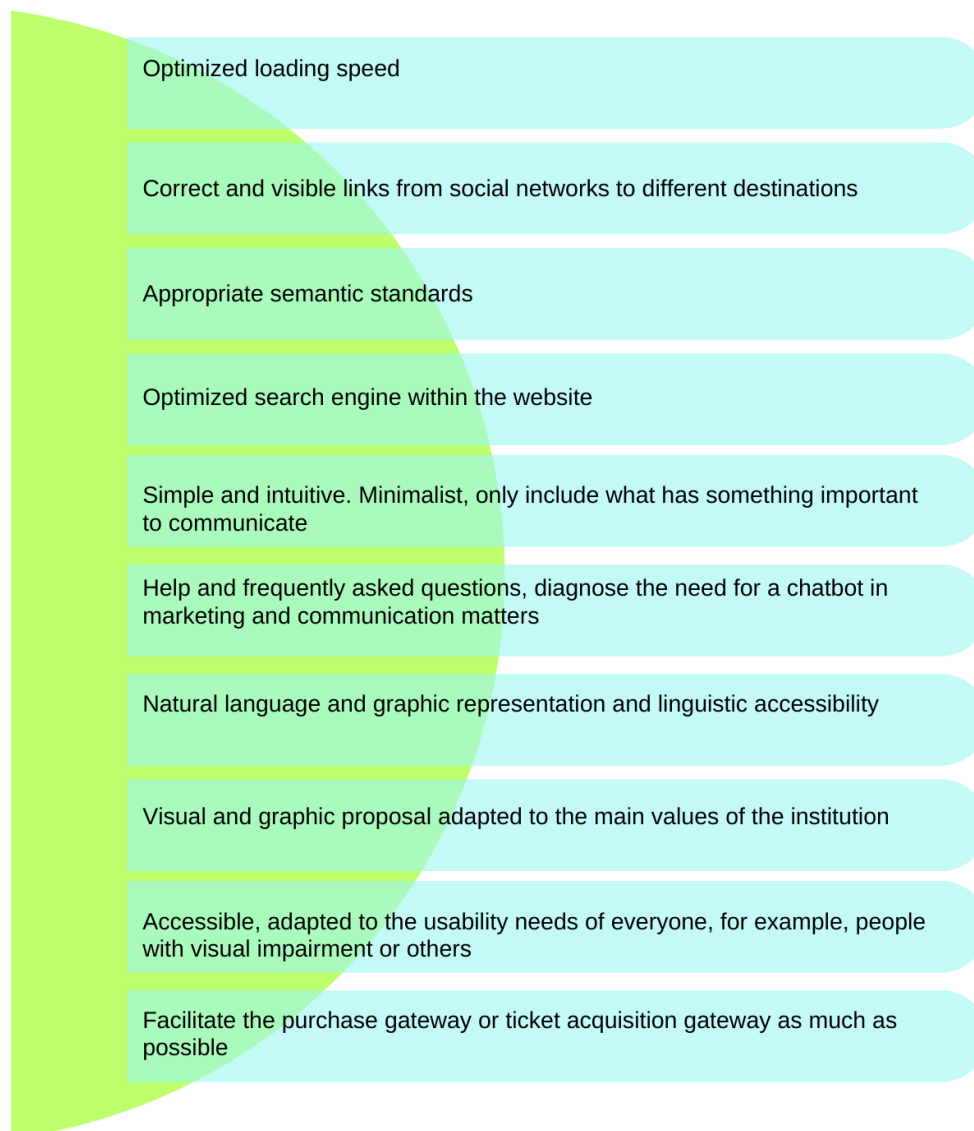 Optimized loading speed
Correct and visible links from social networks to different destinations
Appropriate semantic standards
Optimized search engine within the website
Simple and intuitive. Minimalist, only include what has something important
to communicate
Help and frequently asked questions, diagnose the need for a chatbot in
marketing and communication matters
Natural language and graphic representation and linguistic accessibility
Visual and graphic proposal adapted to the main values of the institution
Accessible, adapted to the usability needs of everyone, for example, people
with visual impairment or others
Facilitate the purchase gateway or ticket acquisition gateway as much as
possible